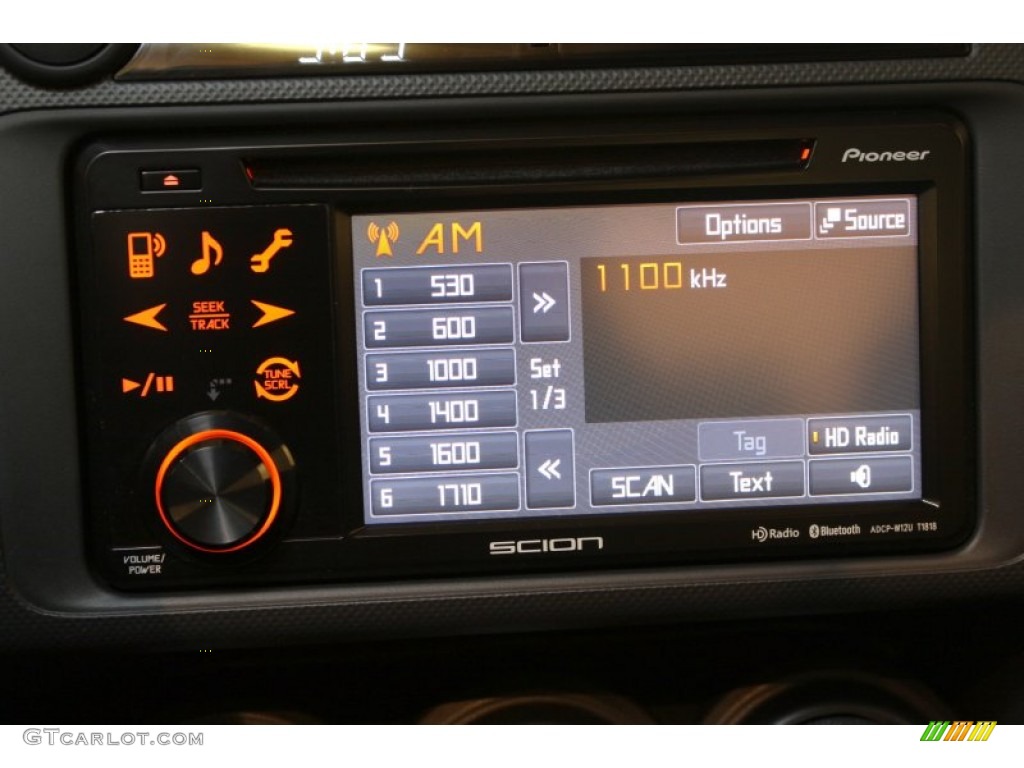 Pioneer
AM
Options
Source
1 530
2 600
3 1000
4 1400
5 1600
6 1710
Set
1/3
1100 kHz
Tag
HD Radio
SCAN
Text
SEEK
TRACK
TUNE
SCRL
VOLUME/
POWER
SCION
HD Radio
Bluetooth
ADCP-W12U T1818
GTCARLOT.COM